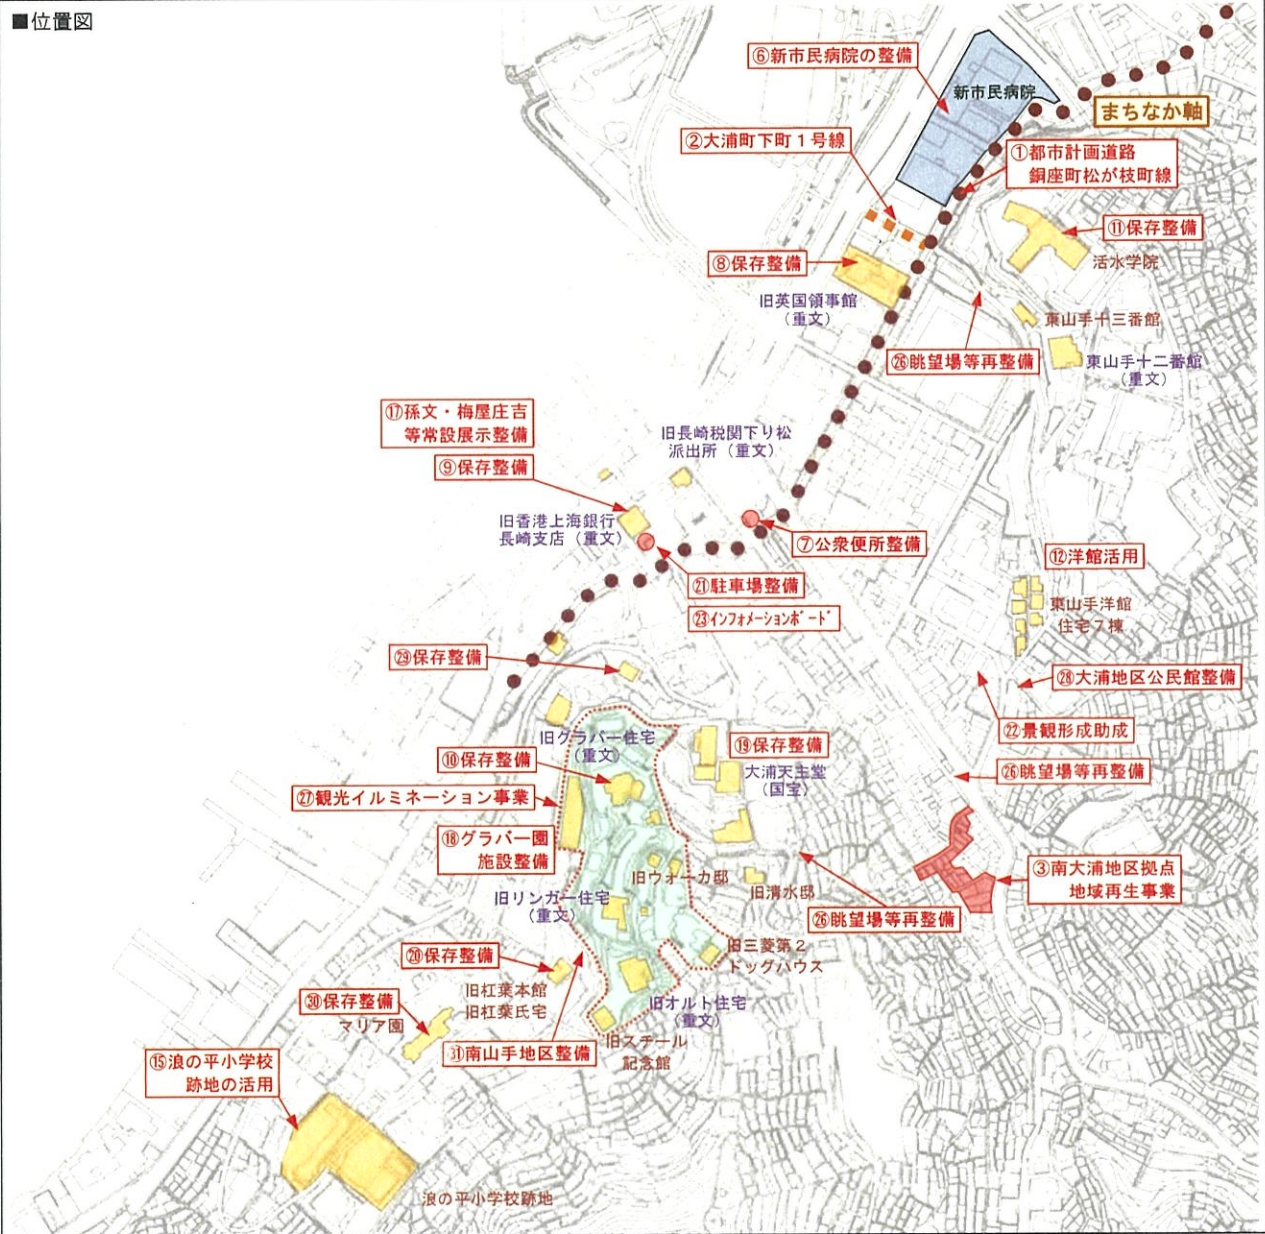 ■位置図
⑥新市民病院の整備
新市民病院
まちなか軸
②大浦町下町1号線
①都市計画道路
銅座町松が枝町線
⑪保存整備
活水学院
⑧保存整備
旧英国領事館
(重文)
東山手十三番館
㉖眺望場等再整備
東山手十二番館
(重文)
⑰孫文・梅屋庄吉
等常設展示整備
旧長崎税関下り松
派出所(重文)
⑨保存整備
旧香港上海銀行
長崎支店(重文)
⑦公衆便所整備
⑫洋館活用
㉑駐車場整備
東山手洋館
住宅7棟
㉓インフォメーションボード
㉙保存整備
㉘大浦地区公民館整備
㉒景観形成助成
旧グラバー住宅
(重文)
⑲保存整備
⑩保存整備
大浦天主堂
(国宝)
㉖眺望場等再整備
㉗観光イルミネーション事業
⑱グラバー園
施設整備
③南大浦地区拠点
地域再生事業
旧ウォーカ邸
旧清水邸
旧リンガー住宅
(重文)
㉖眺望場等再整備
旧三菱第2
ドッグハウス
⑳保存整備
旧杠葉本館
旧杠葉氏宅
㉚保存整備
マリア園
旧オルト住宅
(重文)
旧スチール
記念館
㉛南山手地区整備
⑮浪の平小学校
跡地の活用
浪の平小学校跡地